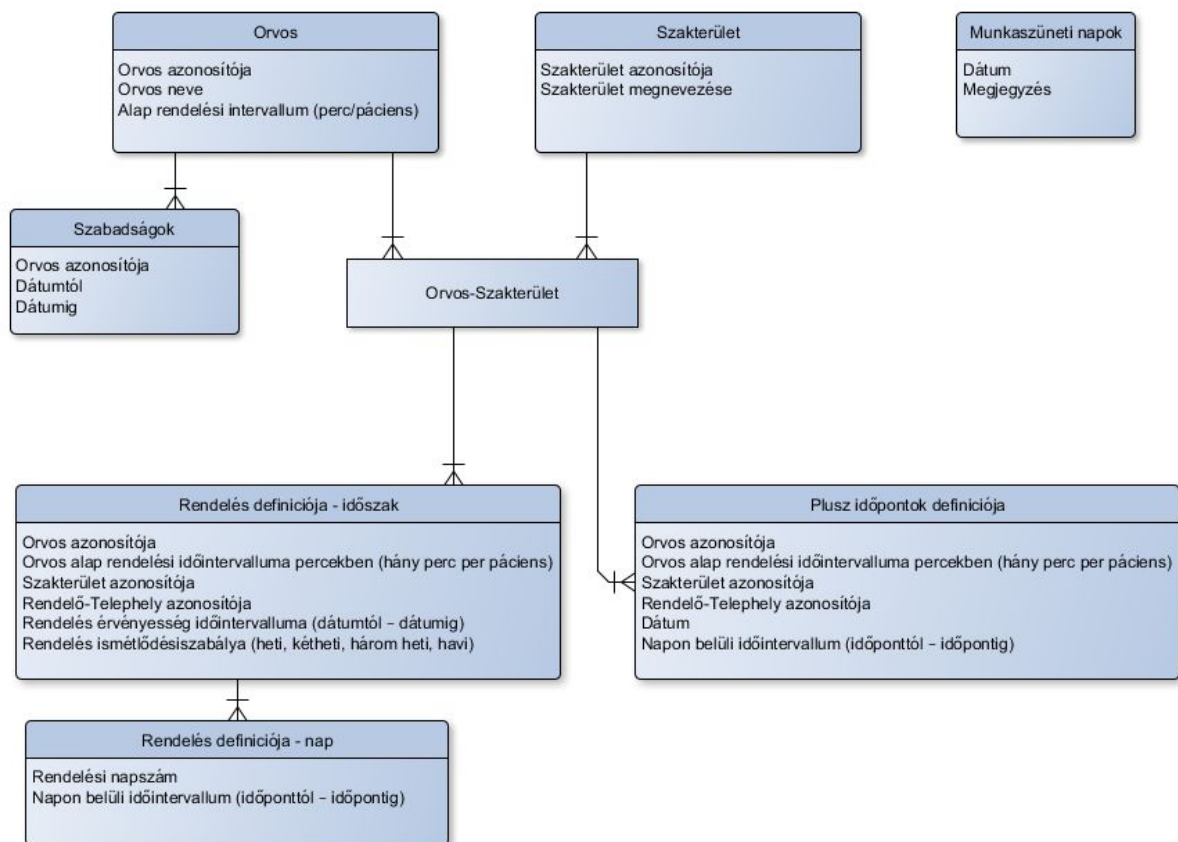 Orvos
Orvos azonosítója
Orvos neve
Alap rendelési intervallum (perc/páciens)
Szakterület
Szakterület azonosítója
Szakterület megnevezése
Munkaszüneti napok
Dátum
Megjegyzés
Szabadságok
Orvos azonosítója
Dátumtól
Dátumig
Orvos-Szakterület
Rendelés definiciója - időszak
Orvos azonosítója
Orvos alap rendelési időintervalluma percekben (hány perc per páciens)
Szakterület azonosítója
Rendelő-Telephely azonosítója
Rendelés érvényesség időintervalluma (dátumtól – dátumig)
Rendelés ismétlődésiszabálya (heti, kétheti, három heti, havi)
Plusz időpontok definiciója
Orvos azonosítója
Orvos alap rendelési időintervalluma percekben (hány perc per páciens)
Szakterület azonosítója
Rendelő-Telephely azonosítója
Dátum
Napon belüli időintervallum (időponttól – időpontig)
Rendelés definiciója - nap
Rendelési napszám
Napon belüli időintervallum (időponttól – időpontig)